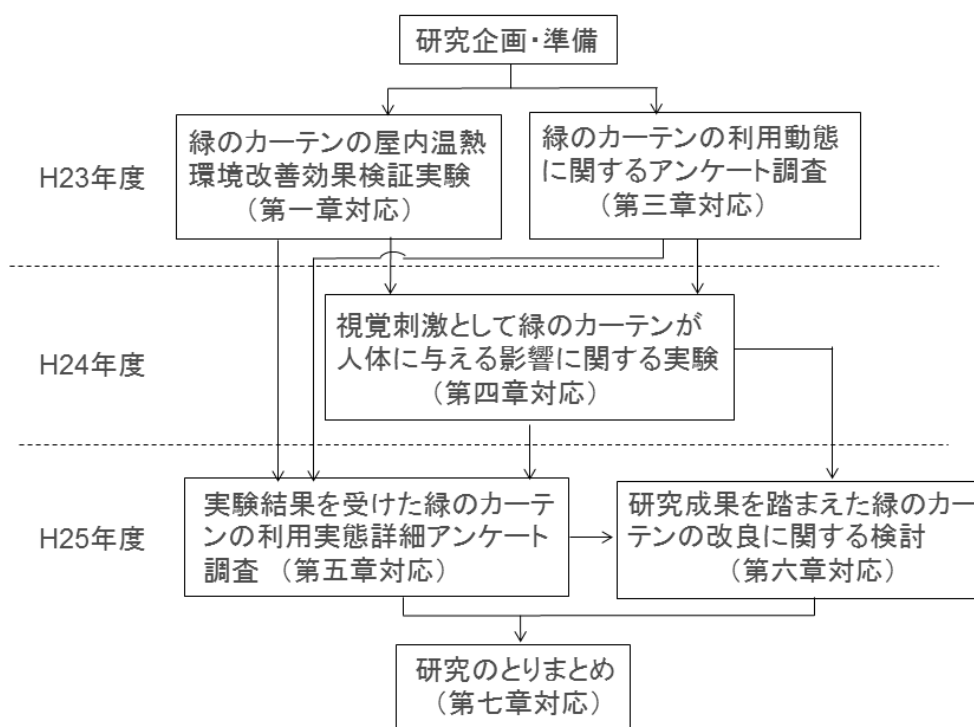 研究企画・準備
H23年度
緑のカーテンの屋内温熱
環境改善効果検証実験
（第一章対応）
緑のカーテンの利用動態
に関するアンケート調査
（第三章対応）
H24年度
視覚刺激として緑のカーテンが
人体に与える影響に関する実験
（第四章対応）
H25年度
実験結果を受けた緑のカーテ
ンの利用実態詳細アンケート
調査 （第五章対応）
研究成果を踏まえた緑のカー
テンの改良に関する検討
（第六章対応）
研究のとりまとめ
（第七章対応）